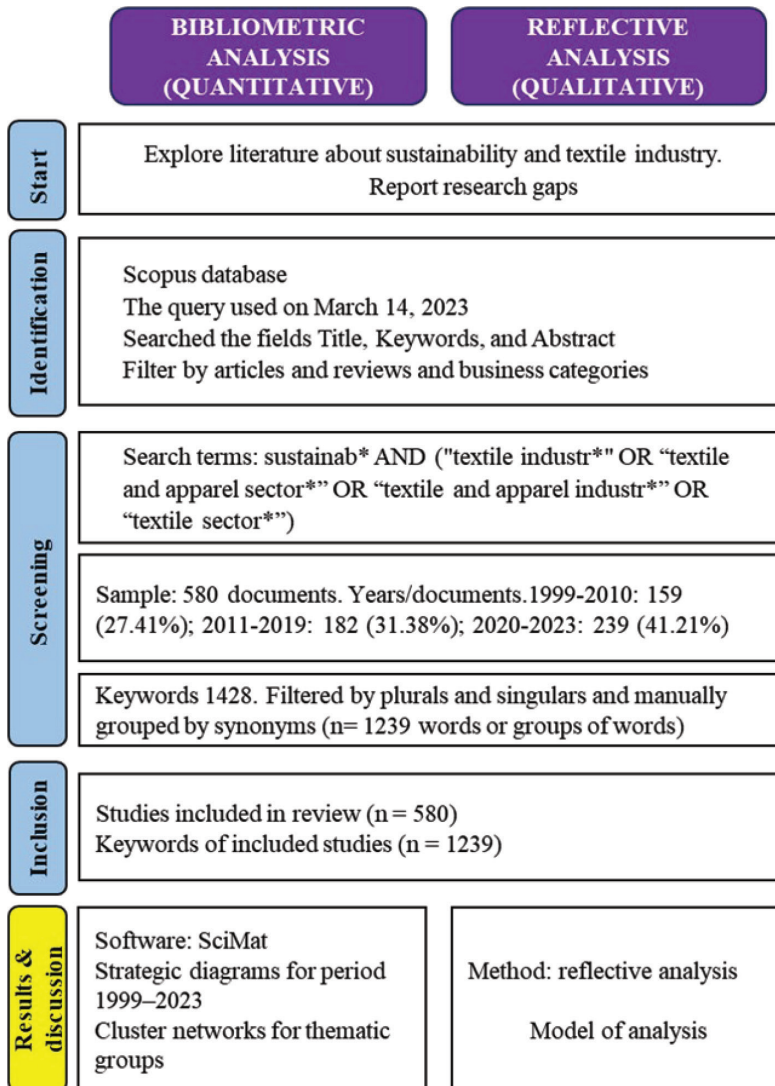 BIBLIOMETRIC
ANALYSIS
(QUANTITATIVE)
REFLECTIVE
ANALYSIS
(QUALITATIVE)
Start
Explore literature about sustainability and textile industry.
Report research gaps
Identification
Scopus database
The query used on March 14, 2023
Searched the fields Title, Keywords, and Abstract
Filter by articles and reviews and business categories
Screening
Search terms: sustainab* AND ("textile industr*" OR “textile
and apparel sector*” OR “textile and apparel industr*” OR
“textile sector*”)
Sample: 580 documents. Years/documents.1999-2010: 159
(27.41%); 2011-2019: 182 (31.38%); 2020-2023: 239 (41.21%)
Keywords 1428. Filtered by plurals and singulars and manually
grouped by synonyms (n= 1239 words or groups of words)
Inclusion
Studies included in review (n = 580)
Keywords of included studies (n = 1239)
Results &
discussion
Software: SciMat
Strategic diagrams for period
1999–2023
Cluster networks for thematic
groups
Method: reflective analysis
Model of analysis